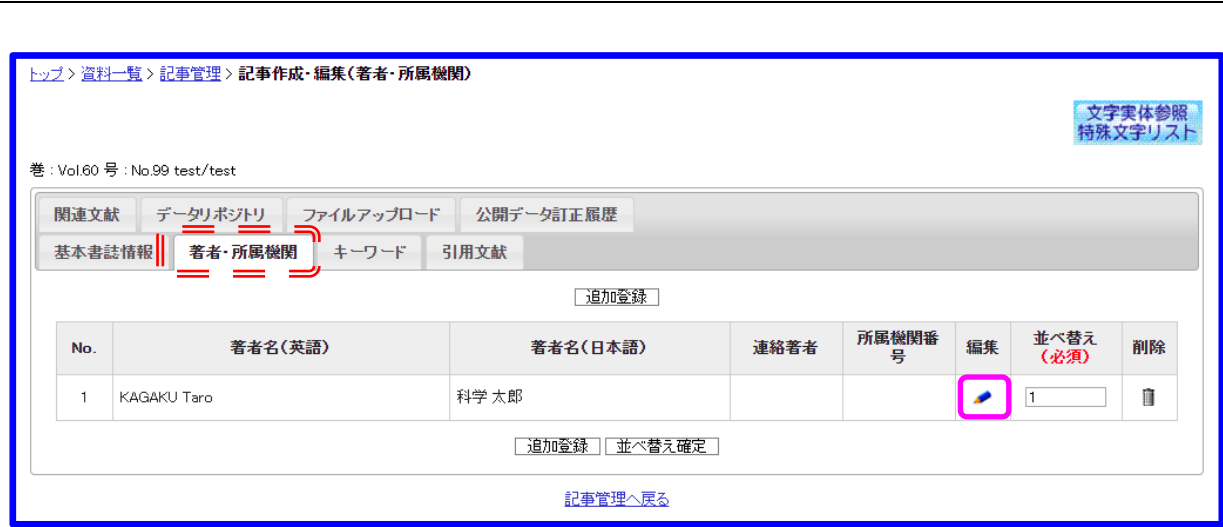 トップ > 資料一覧 > 記事管理 > 記事作成・編集(著者・所属機関)
文字実体参照
特殊文字リスト
巻 : Vol.60 号 : No.99 test/test
関連文献 データリポジトリ ファイルアップロード 公開データ訂正履歴
基本書誌情報 著者・所属機関 キーワード 引用文献
追加登録
No. 著者名(英語) 著者名(日本語) 連絡著者 所属機関番号 編集 並べ替え(必須) 削除
1 KAGAKU Taro 科学 太郎 1
追加登録 並べ替え確定
記事管理へ戻る